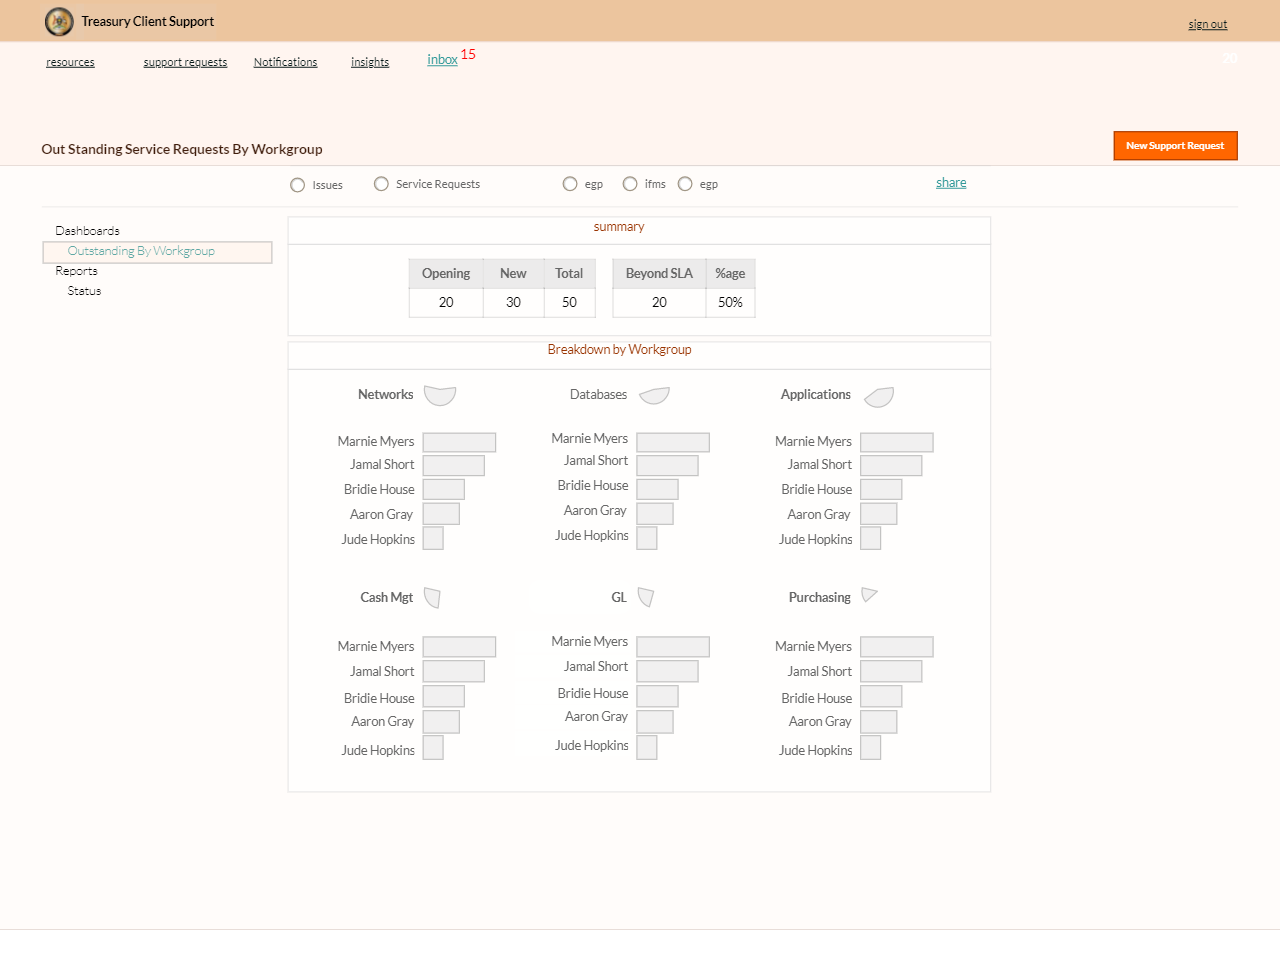 Treasury Client Support
sign out
resources support requests Notifications insights inbox 15
20
Out Standing Service Requests By Workgroup
New Support Request
Issues Service Requests egp ifms egp share
Dashboards
Outstanding By Workgroup
Reports
Status
summary
Opening New Total Beyond SLA %age
20 30 50 20 50%
Breakdown by Workgroup
Networks
Marnie Myers
Jamal Short
Bridie House
Aaron Gray
Jude Hopkins
Databases
Marnie Myers
Jamal Short
Bridie House
Aaron Gray
Jude Hopkins
Applications
Marnie Myers
Jamal Short
Bridie House
Aaron Gray
Jude Hopkins
Cash Mgt
Marnie Myers
Jamal Short
Bridie House
Aaron Gray
Jude Hopkins
GL
Marnie Myers
Jamal Short
Bridie House
Aaron Gray
Jude Hopkins
Purchasing
Marnie Myers
Jamal Short
Bridie House
Aaron Gray
Jude Hopkins